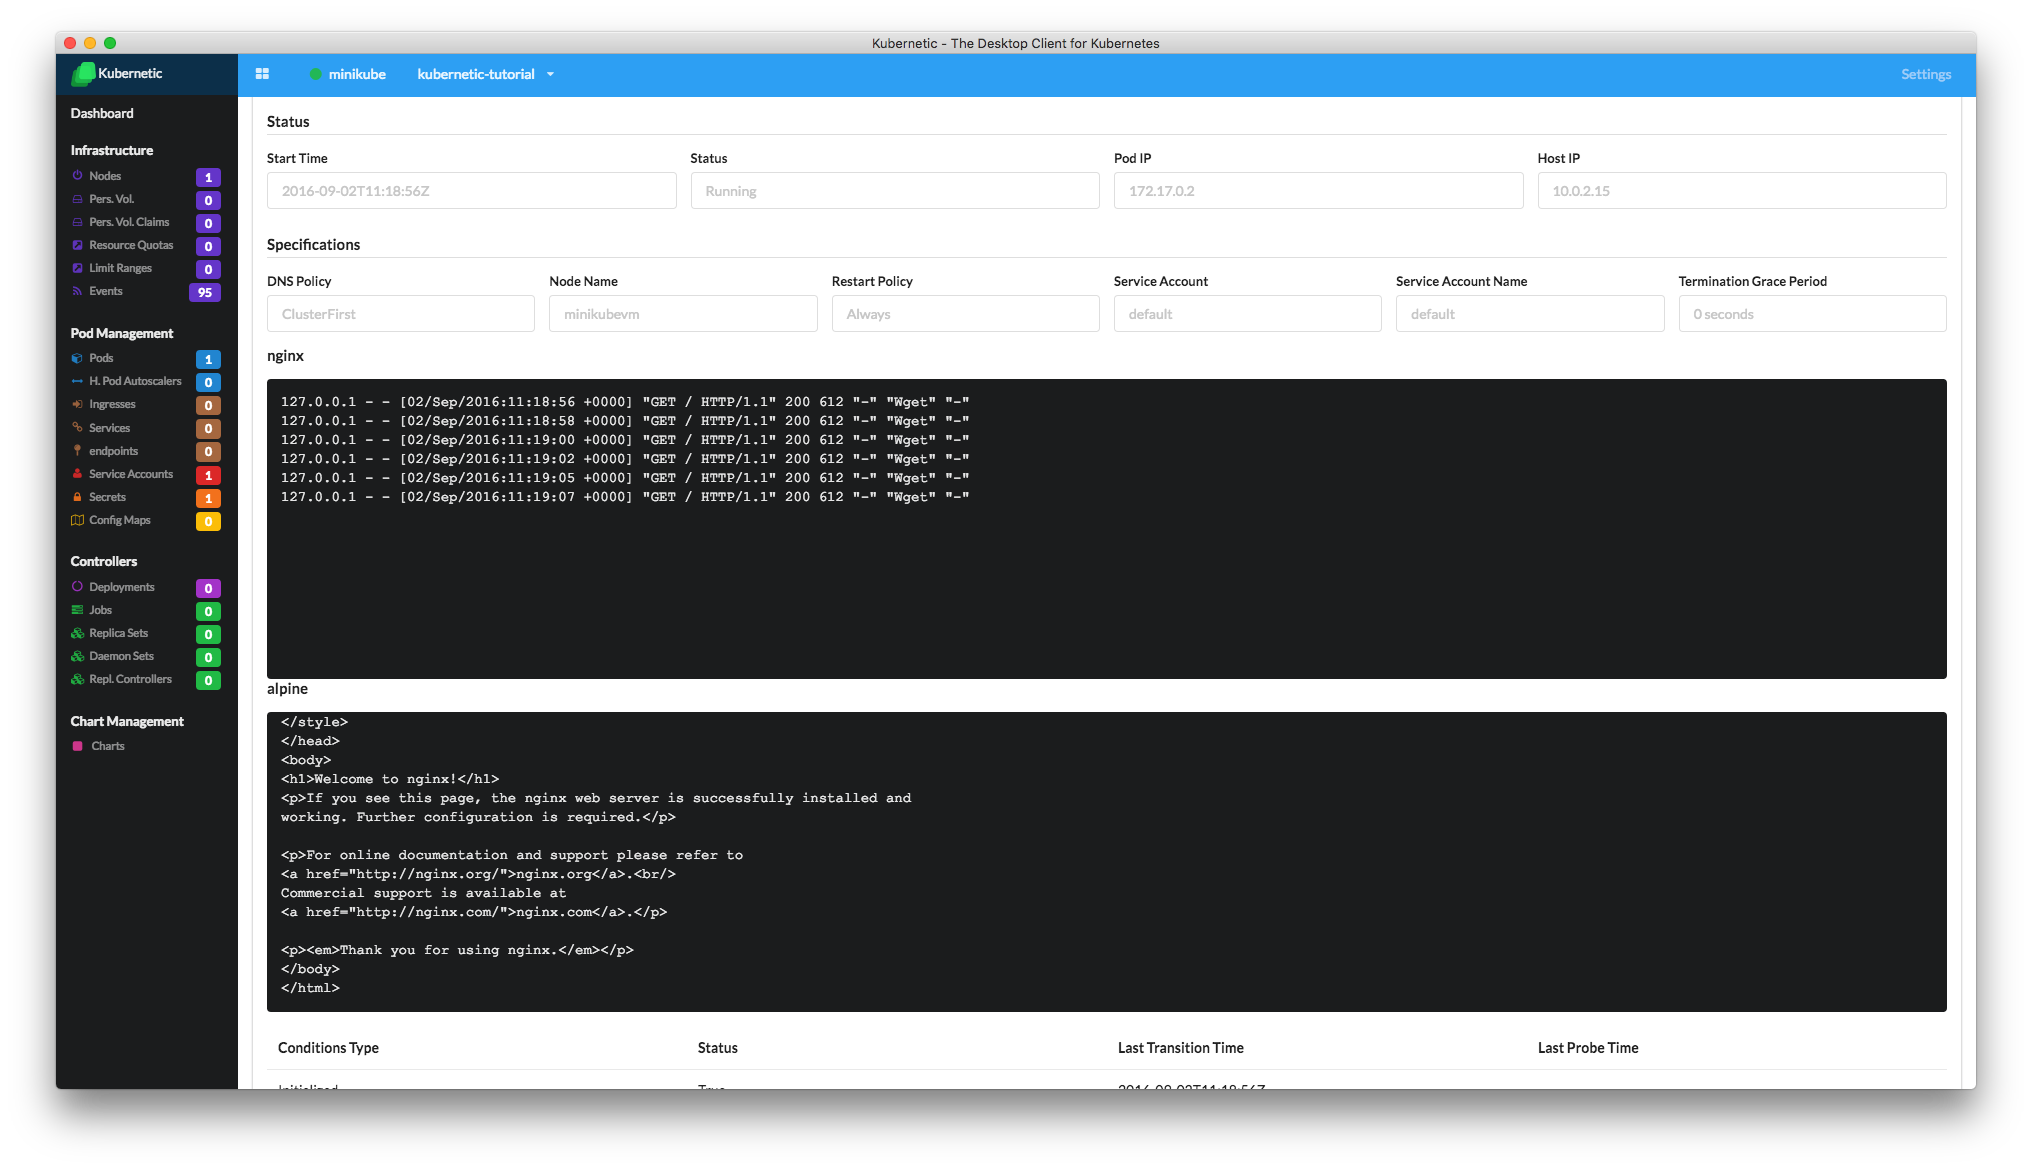 Kubernetic - The Desktop Client for Kubernetes
Kubernetic
minikube
kubernetic-tutorial
Settings
Dashboard
Infrastructure
Nodes 1
Pers. Vol. 0
Pers. Vol. Claims 0
Resource Quotas 0
Limit Ranges 0
Events 95
Pod Management
Pods 1
H. Pod Autoscalers 0
Ingresses 0
Services 0
endpoints 0
Service Accounts 1
Secrets 1
Config Maps 0
Controllers
Deployments 0
Jobs 0
Replica Sets 0
Daemon Sets 0
Repl. Controllers 0
Chart Management
Charts
Status
Start Time Status Pod IP Host IP
2016-09-02T11:18:56Z Running 172.17.0.2 10.0.2.15
Specifications
DNS Policy Node Name Restart Policy Service Account Service Account Name Termination Grace Period
ClusterFirst minikubevm Always default default 0 seconds
nginx
127.0.0.1 - - [02/Sep/2016:11:18:56 +0000] "GET / HTTP/1.1" 200 612 "-" "Wget" "-"
127.0.0.1 - - [02/Sep/2016:11:18:58 +0000] "GET / HTTP/1.1" 200 612 "-" "Wget" "-"
127.0.0.1 - - [02/Sep/2016:11:19:00 +0000] "GET / HTTP/1.1" 200 612 "-" "Wget" "-"
127.0.0.1 - - [02/Sep/2016:11:19:02 +0000] "GET / HTTP/1.1" 200 612 "-" "Wget" "-"
127.0.0.1 - - [02/Sep/2016:11:19:05 +0000] "GET / HTTP/1.1" 200 612 "-" "Wget" "-"
127.0.0.1 - - [02/Sep/2016:11:19:07 +0000] "GET / HTTP/1.1" 200 612 "-" "Wget" "-"
alpine
</style>
</head>
<body>
<h1>Welcome to nginx!</h1>
<p>If you see this page, the nginx web server is successfully installed and
working. Further configuration is required.</p>
<p>For online documentation and support please refer to
<a href="http://nginx.org/">nginx.org</a>.<br/>
Commercial support is available at
<a href="http://nginx.com/">nginx.com</a>.</p>
<p><em>Thank you for using nginx.</em></p>
</body>
</html>
Conditions Type Status Last Transition Time Last Probe Time
Initialized True 2016-09-02T11:18:56Z